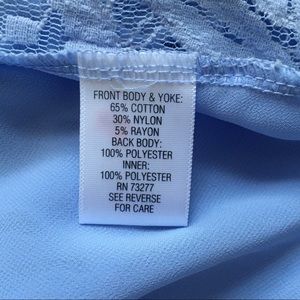 FRONT BODY & YOKE:
65% COTTON
30% NYLON
5% RAYON
BACK BODY:
100% POLYESTER
INNER:
100% POLYESTER
RN 73277
SEE REVERSE
FOR CARE